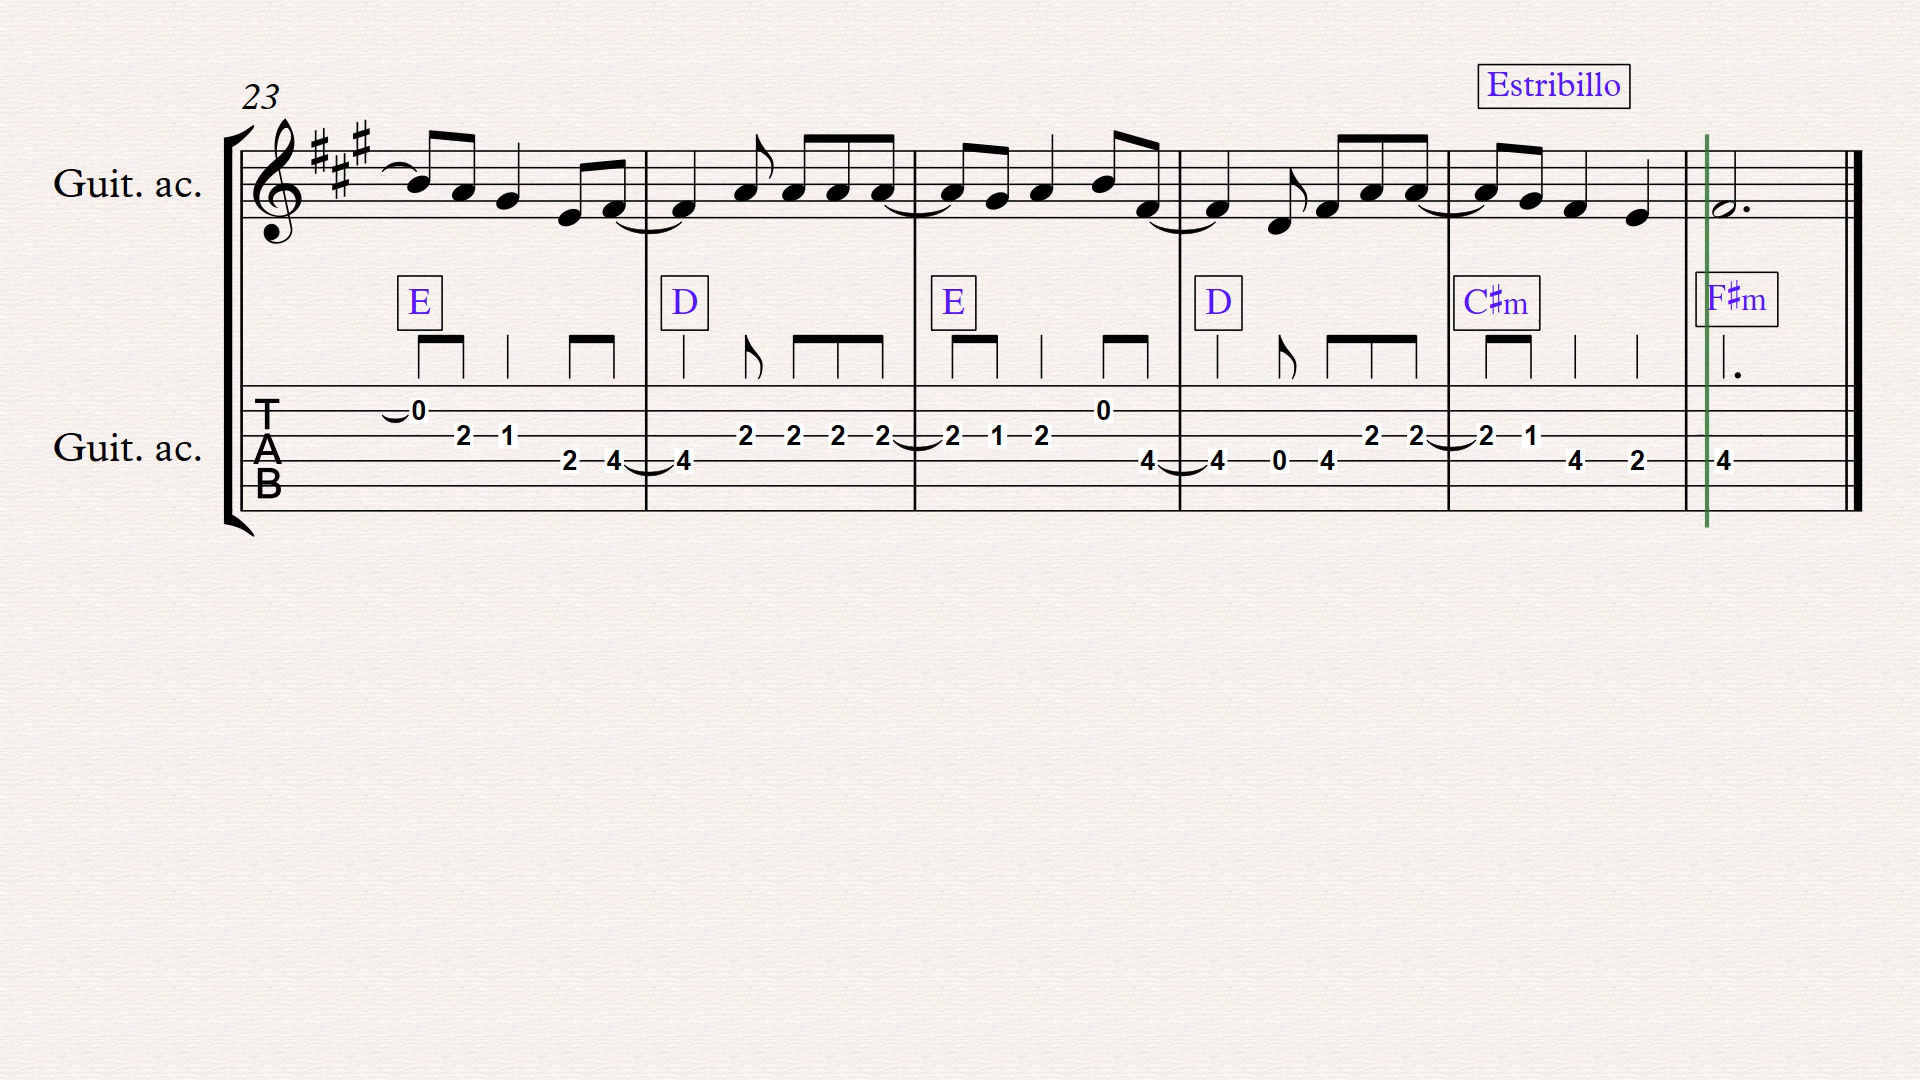 23
Estribillo
Guit. ac.
E D E D C♯m F♯m
Guit. ac.
TAB
0 0
2 1 2 2 2 2 2 1 2 2 2 2 1
2 4 4 4 4 0 4 4 2 4